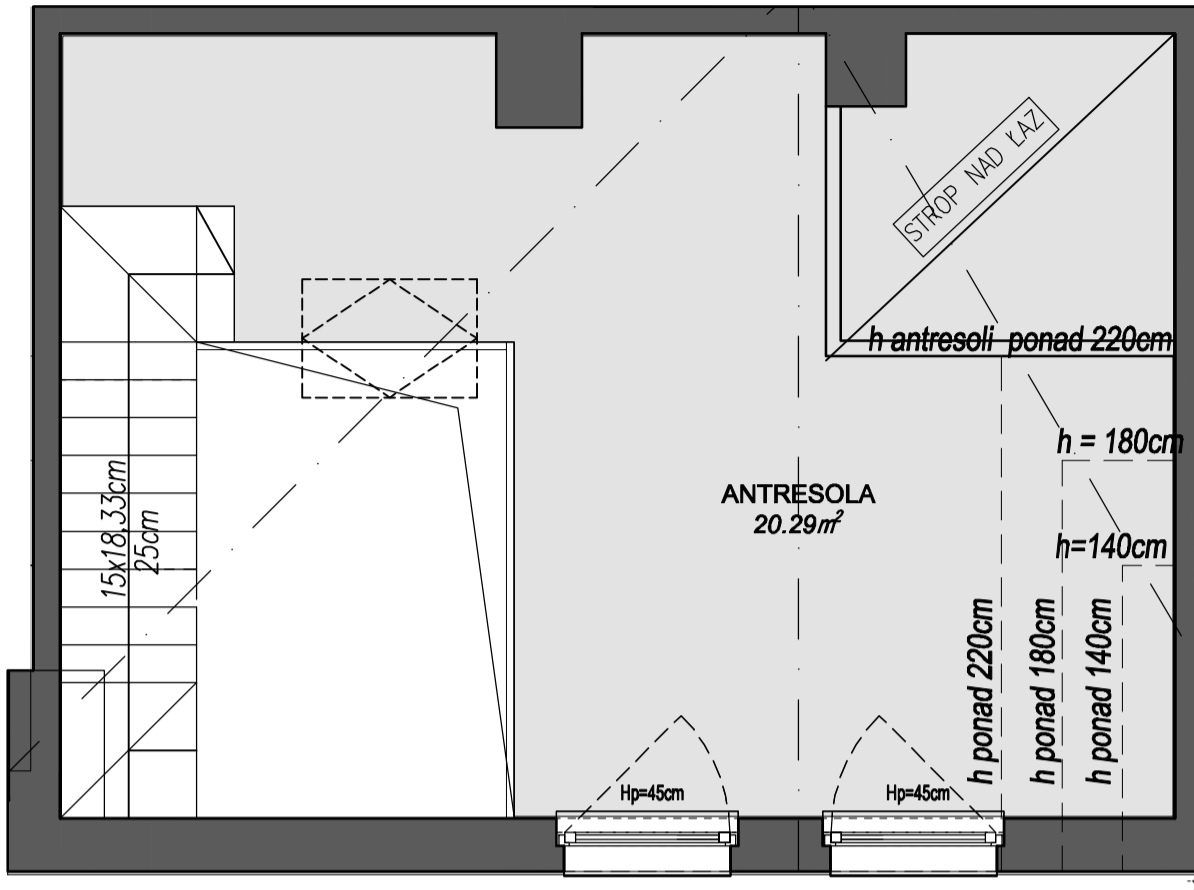 STROP NAD ŁAZ
h antresoli ponad 220cm
h = 180cm
ANTRESOLA
20.29m²
h=140cm
15x18,33cm
25cm
h ponad 220cm
h ponad 180cm
h ponad 140cm
Hp=45cm
Hp=45cm